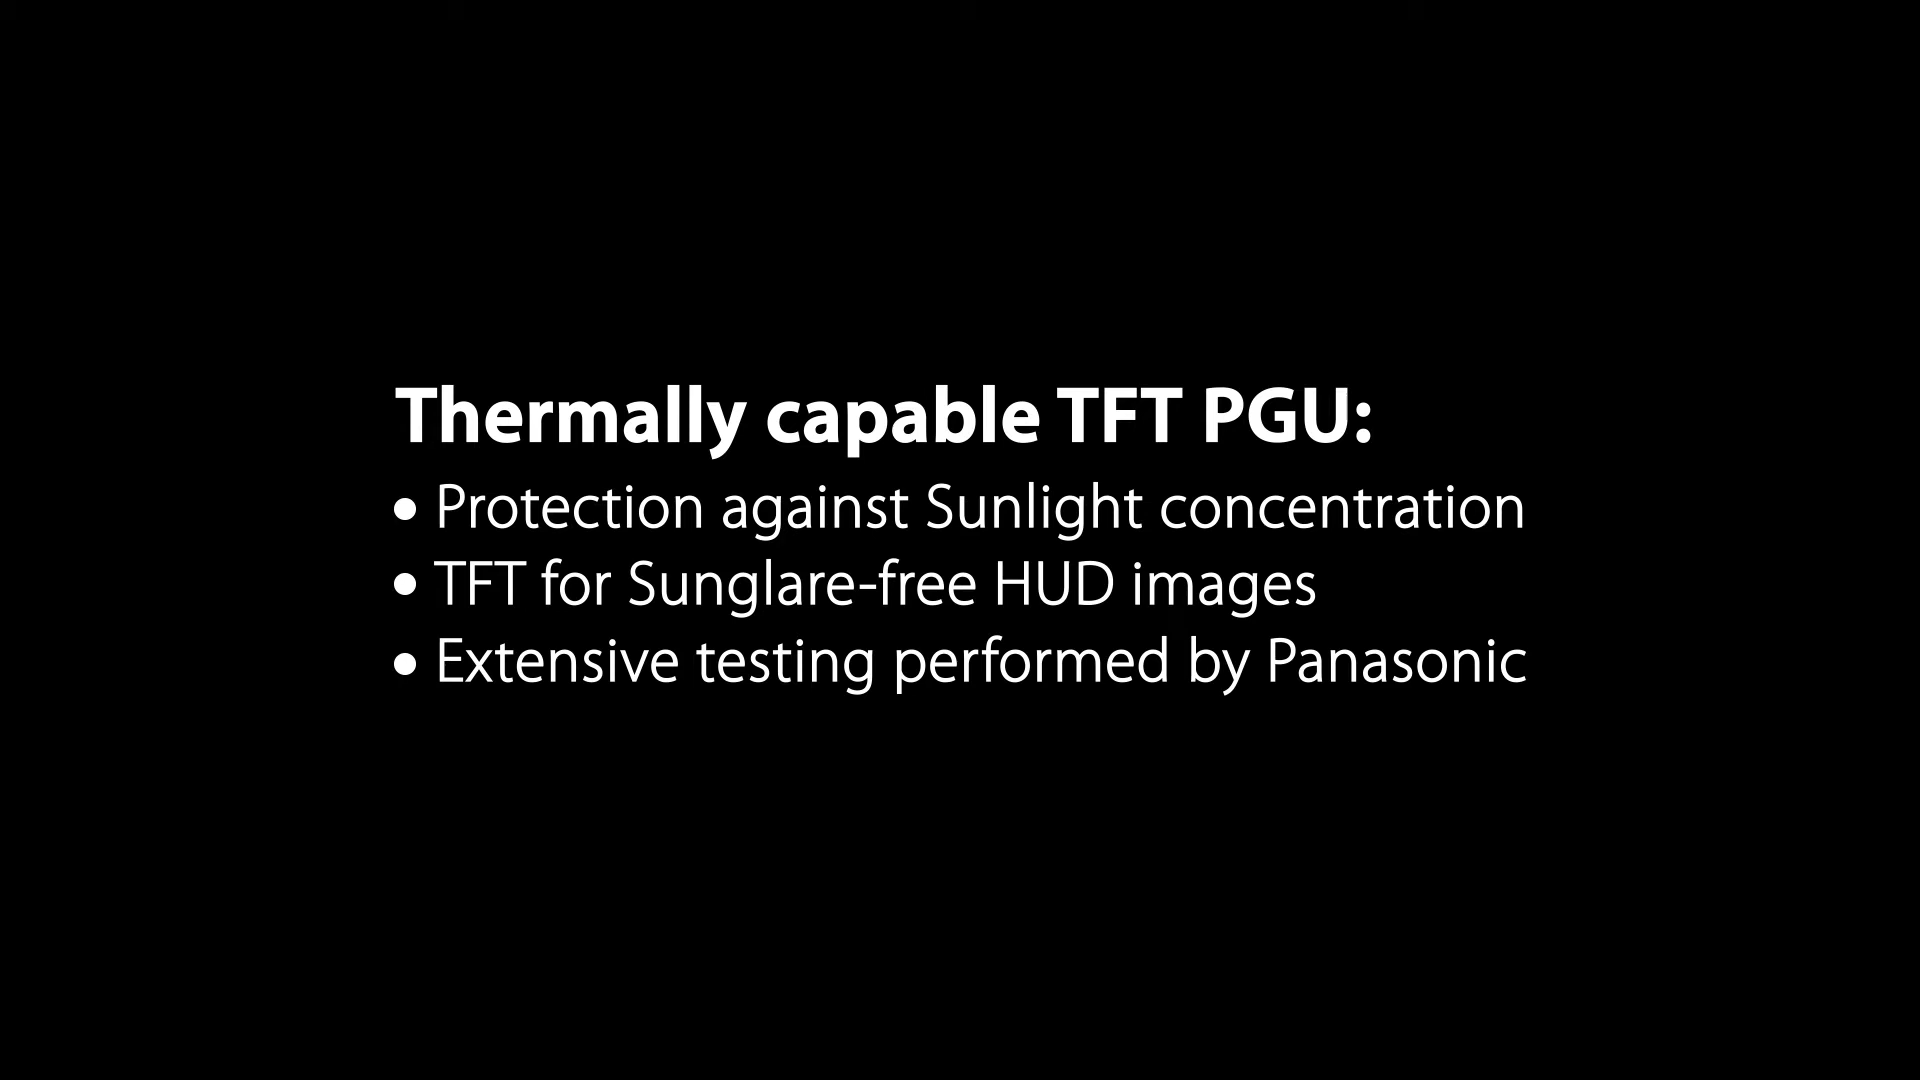 Thermally capable TFT PGU:
• Protection against Sunlight concentration
• TFT for Sunglare-free HUD images
• Extensive testing performed by Panasonic